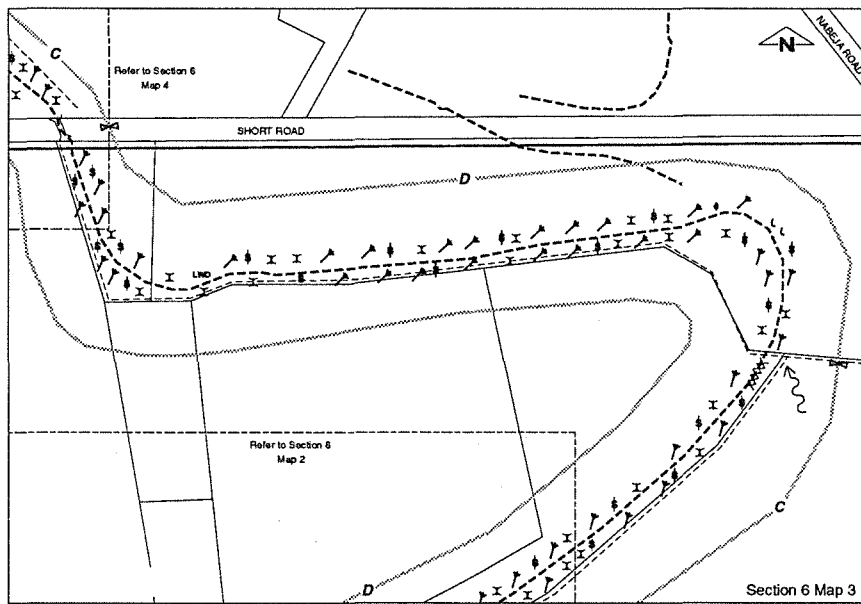 C
N
NABEJA ROAD
Refer to Section 6
Map 4
SHORT ROAD
D
LWD
L L
Refer to Section 6
Map 2
C
D
Section 6 Map 3